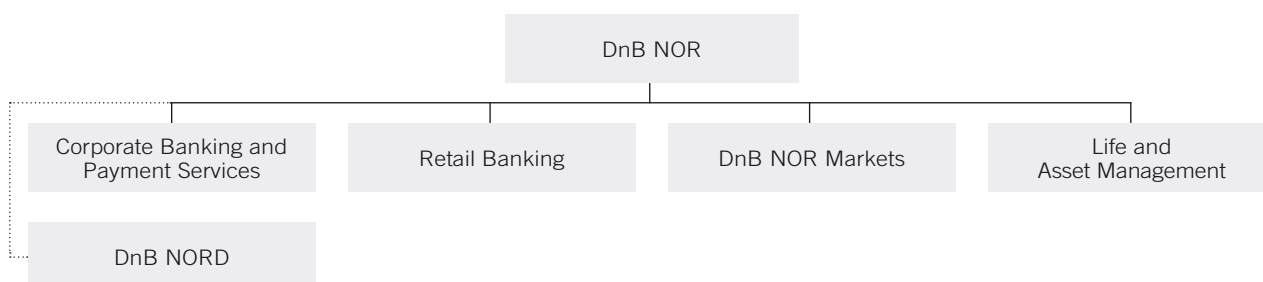 DnB NOR
Corporate Banking and
Payment Services
Retail Banking
DnB NOR Markets
Life and
Asset Management
DnB NORD